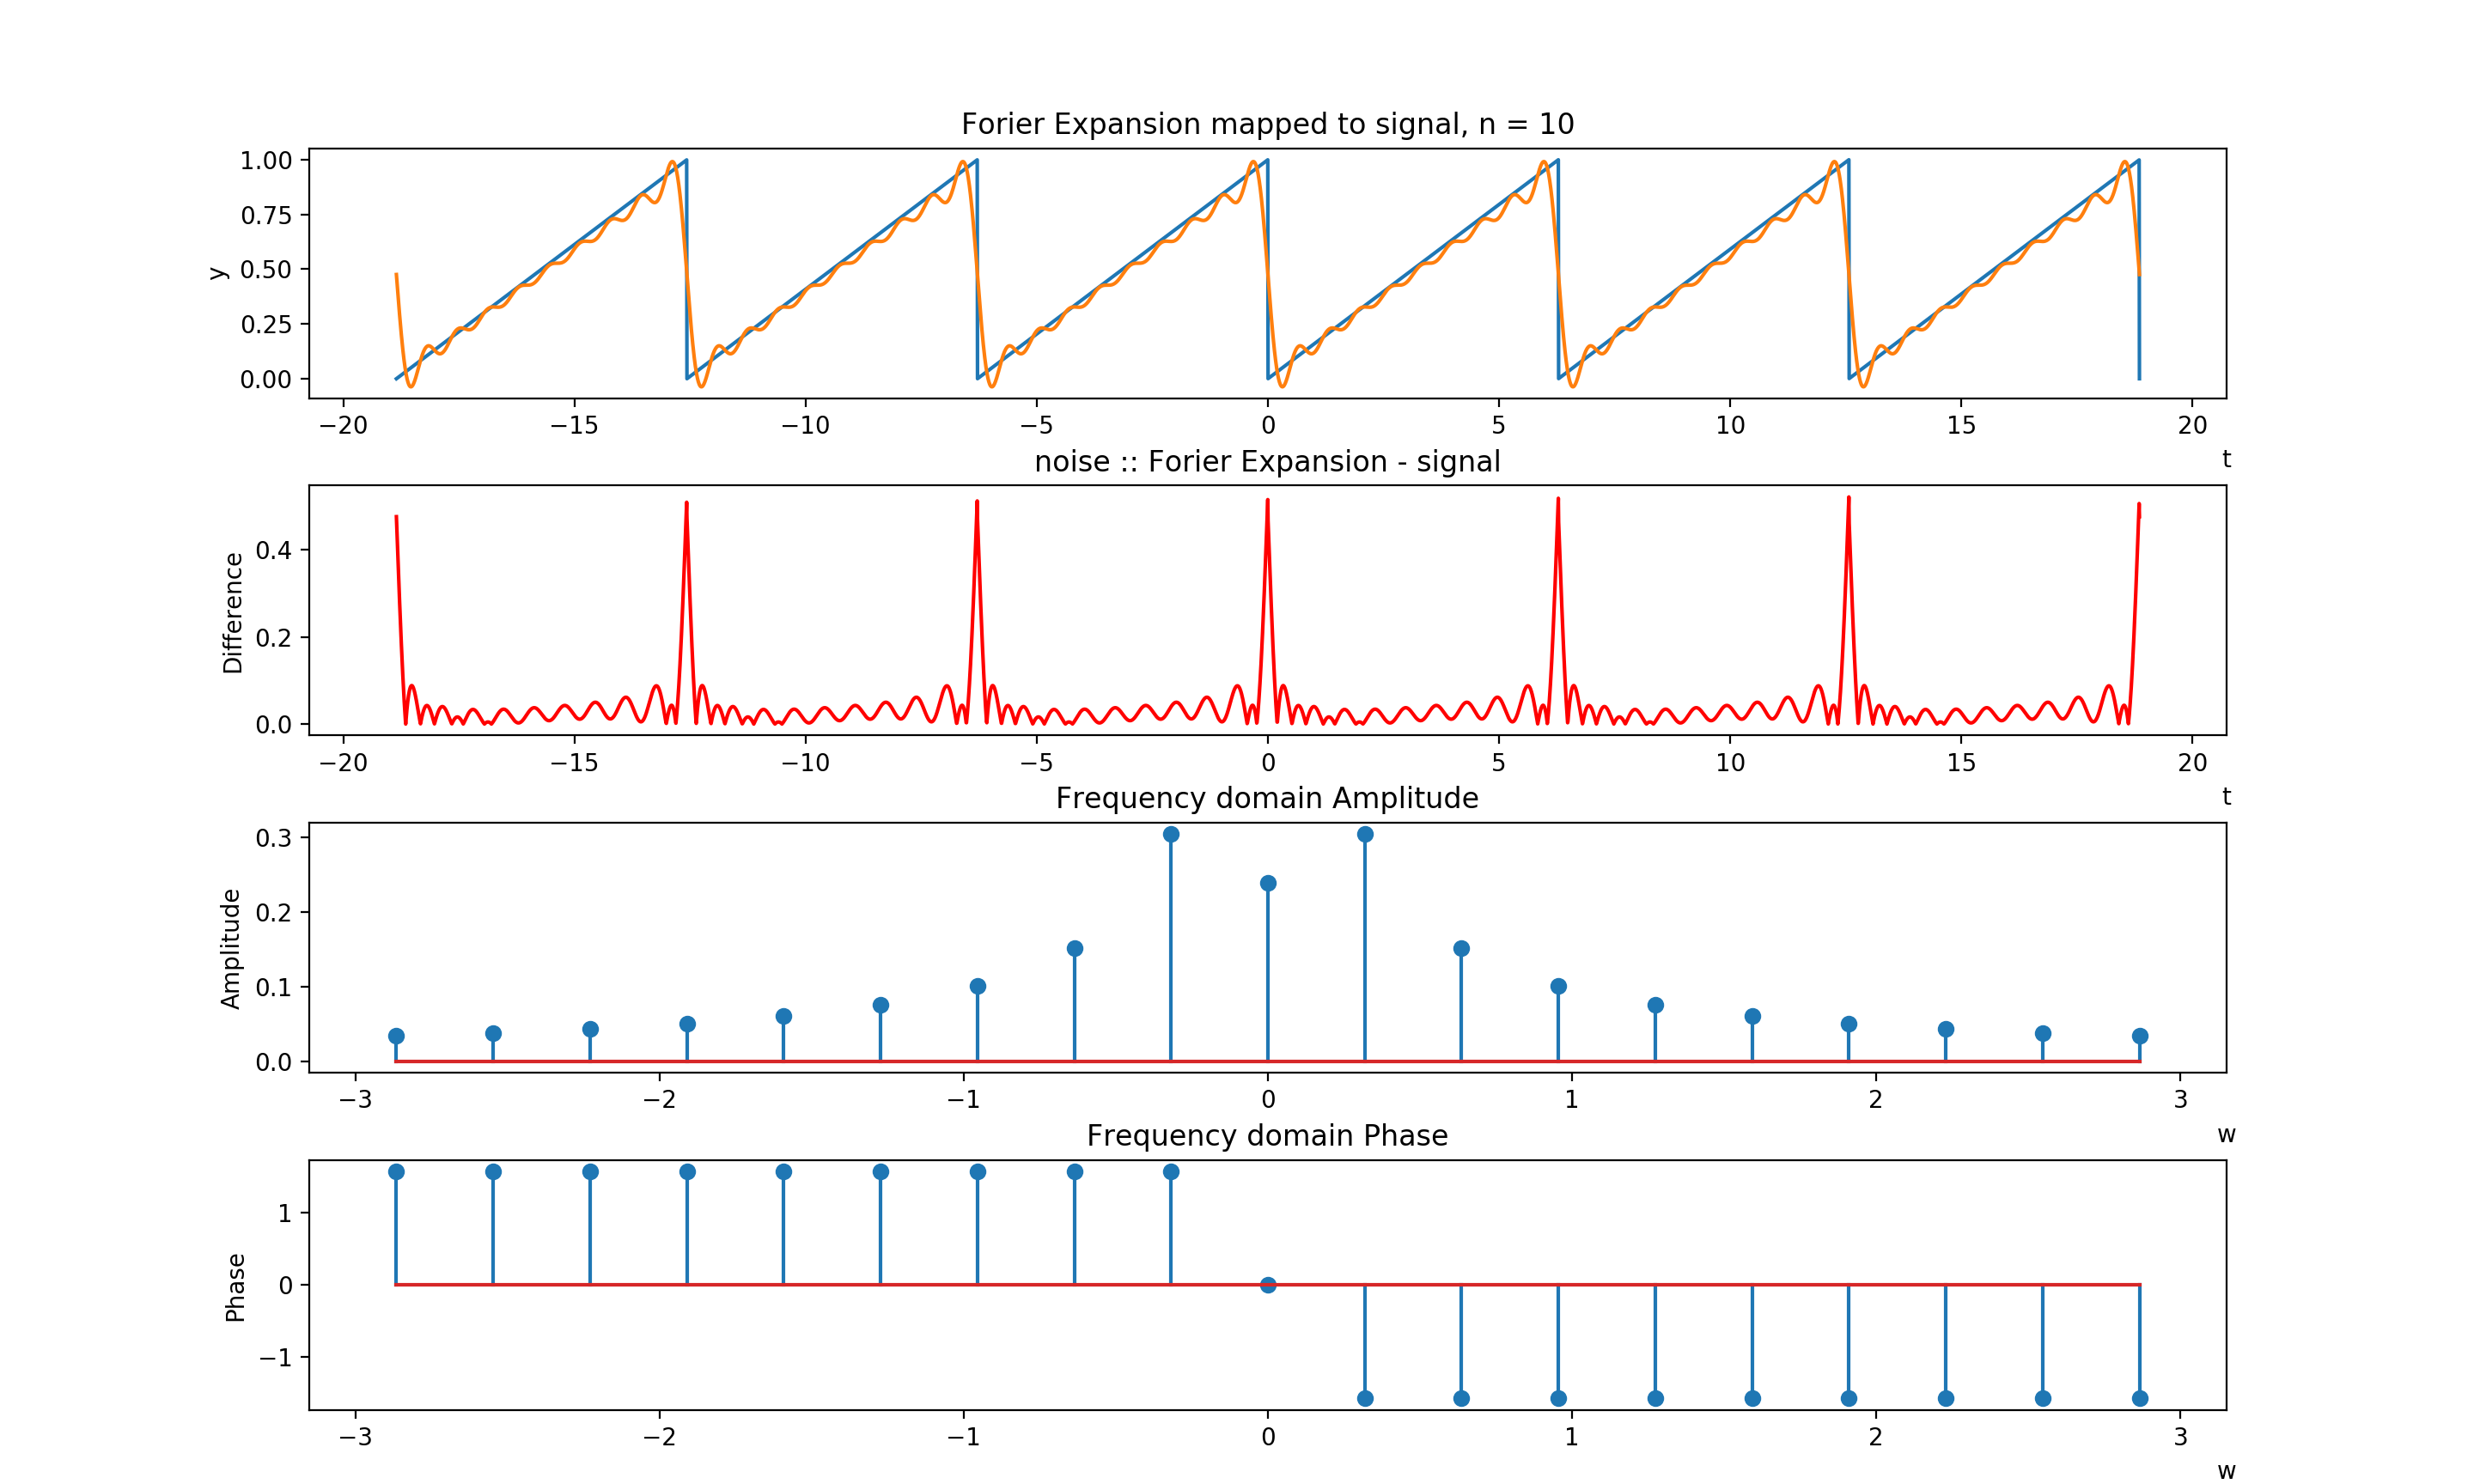 Forier Expansion mapped to signal, n = 10
y
1.00
0.75
0.50
0.25
0.00
−20 −15 −10 −5 0 5 10 15 20
t
noise :: Forier Expansion - signal
Difference
0.4
0.2
0.0
−20 −15 −10 −5 0 5 10 15 20
t
Frequency domain Amplitude
Amplitude
0.3
0.2
0.1
0.0
−3 −2 −1 0 1 2 3
w
Frequency domain Phase
Phase
1
0
−1
−3 −2 −1 0 1 2 3
w